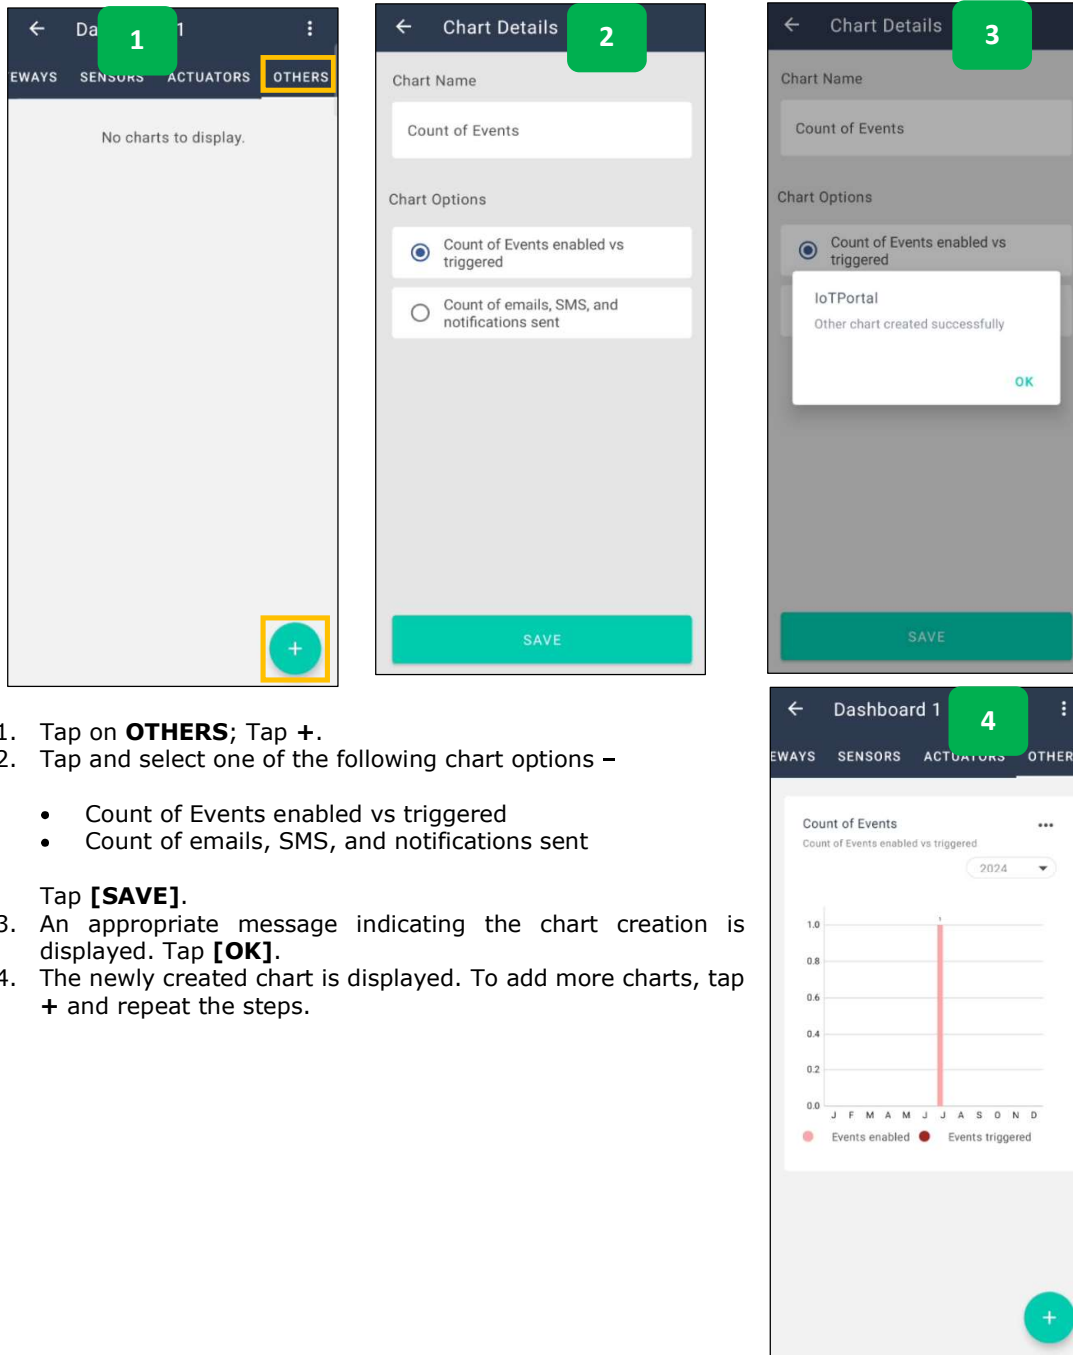 Da 1
1
EWAYS SENSORS ACTUATORS OTHERS
No charts to display.
+
Chart Details
2
Chart Name
Count of Events
Chart Options
Count of Events enabled vs
triggered
Count of emails, SMS, and
notifications sent
SAVE
Chart Details
3
Chart Name
Count of Events
Chart Options
Count of Events enabled vs
triggered
IoTPortal
Other chart created successfully
OK
SAVE
1. Tap on OTHERS; Tap +.
2. Tap and select one of the following chart options –
• Count of Events enabled vs triggered
• Count of emails, SMS, and notifications sent
Tap [SAVE].
3. An appropriate message indicating the chart creation is
displayed. Tap [OK].
4. The newly created chart is displayed. To add more charts, tap
+ and repeat the steps.
Dashboard 1
4
EWAYS SENSORS ACTUATORS OTHER
Count of Events
Count of Events enabled vs triggered
2024
1
1.0
0.8
0.6
0.4
0.2
0.0
J F M A M J J A S O N D
Events enabled Events triggered
+